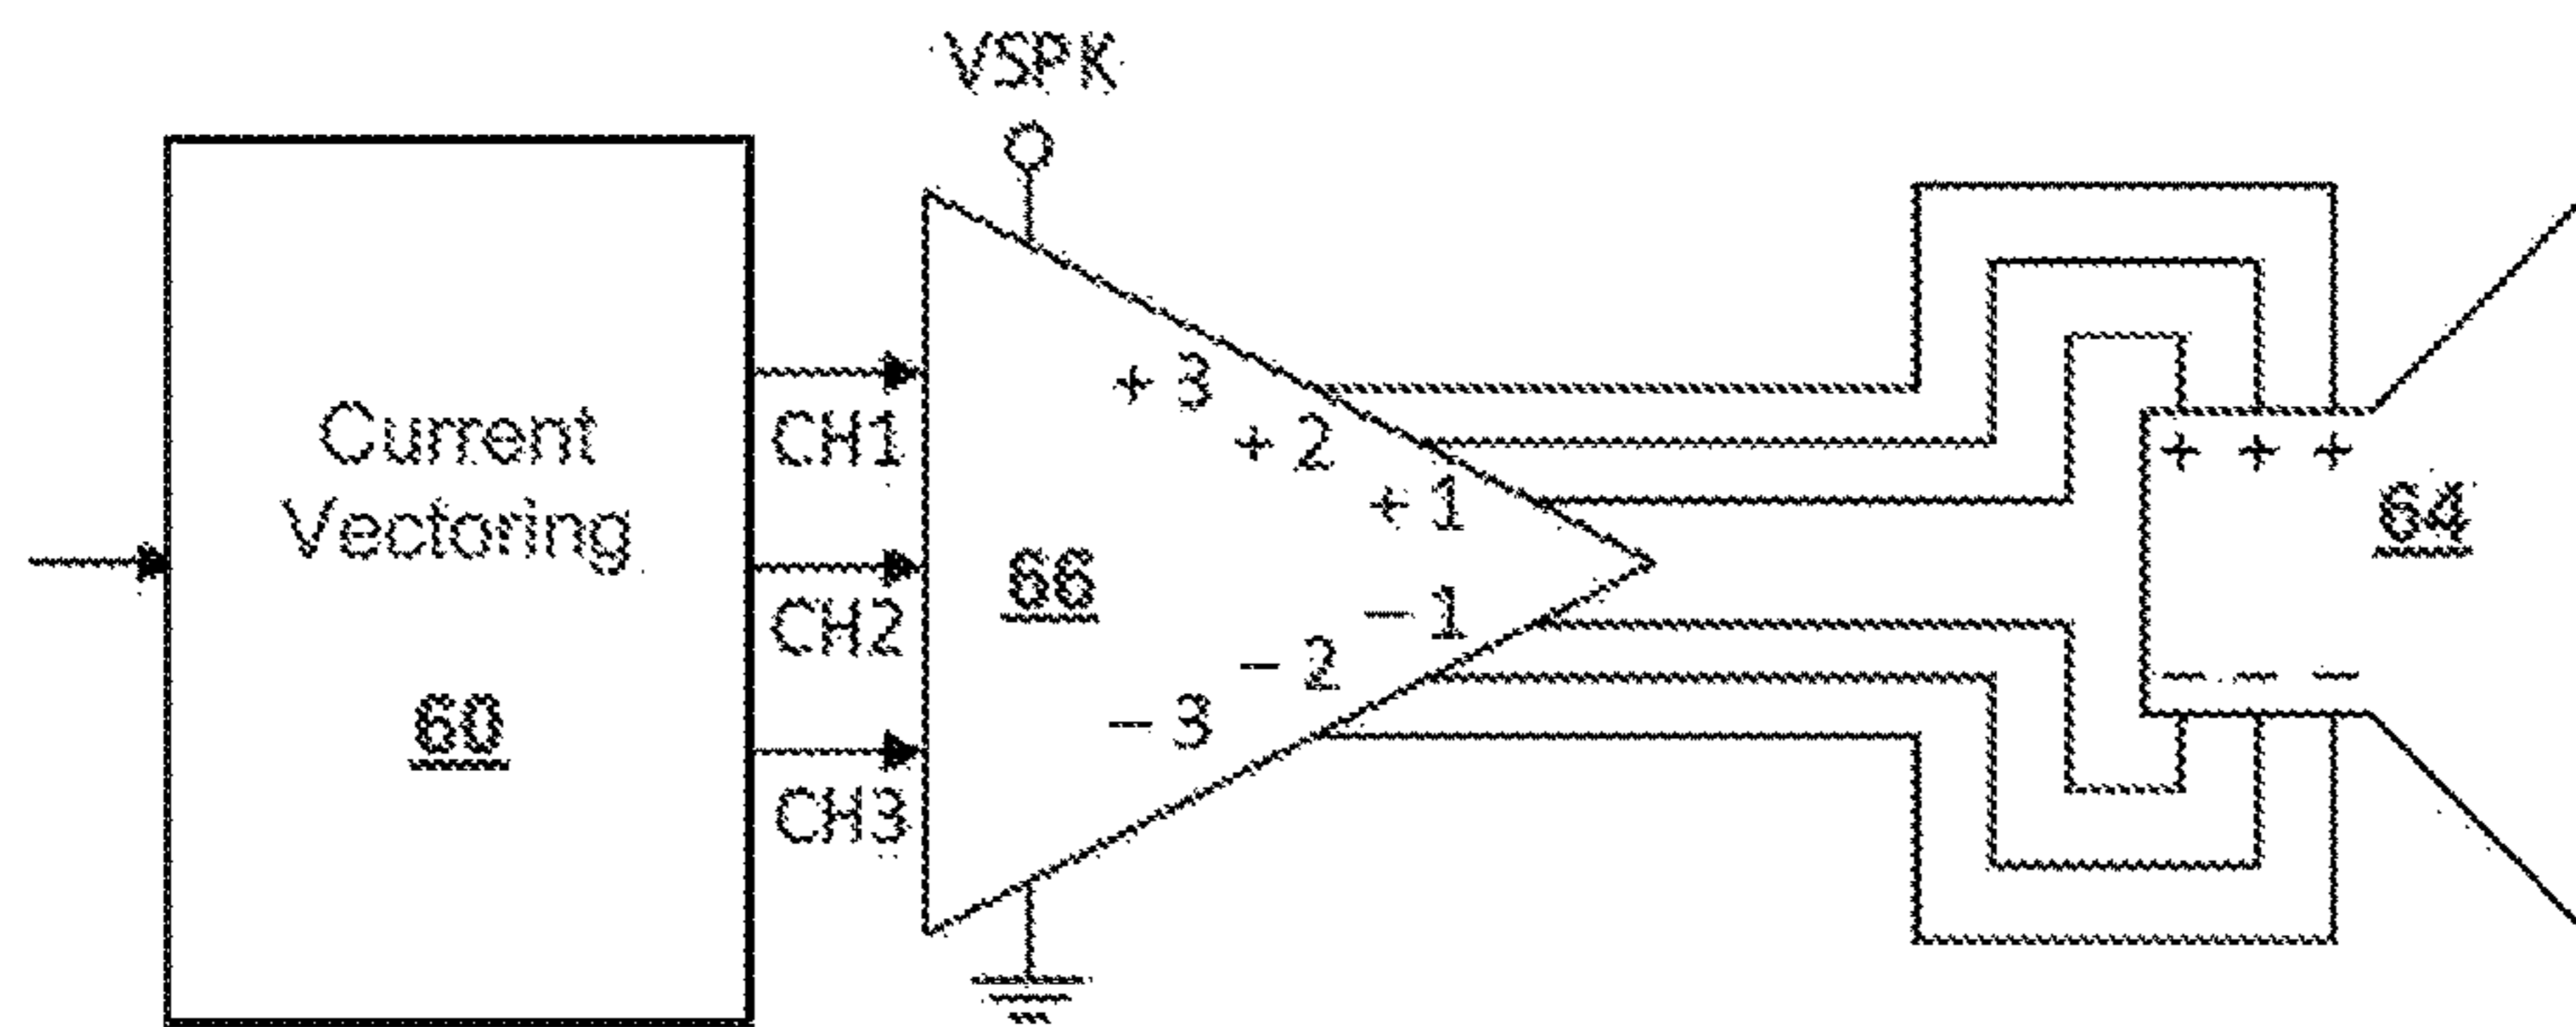 VSPK
Current
Vectoring
60
CH1
CH2
CH3
66
+ 3
+ 2
+ 1
− 1
− 2
− 3
+ + +
64
− − −